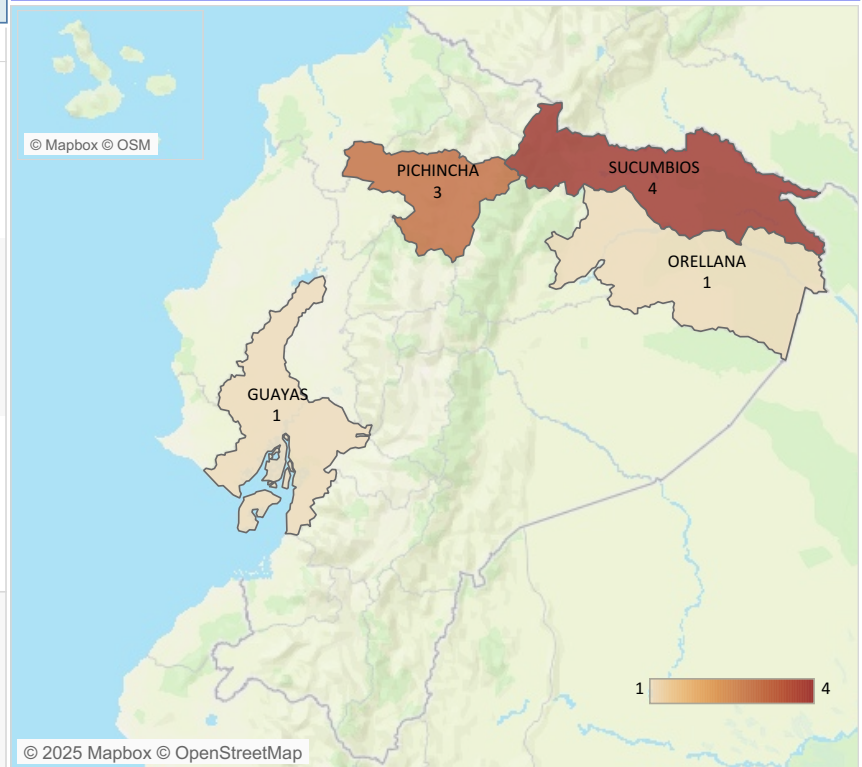 © Mapbox © OSM
PICHINCHA
3
SUCUMBIOS
4
ORELLANA
1
GUAYAS
1
1
4
© 2025 Mapbox © OpenStreetMap